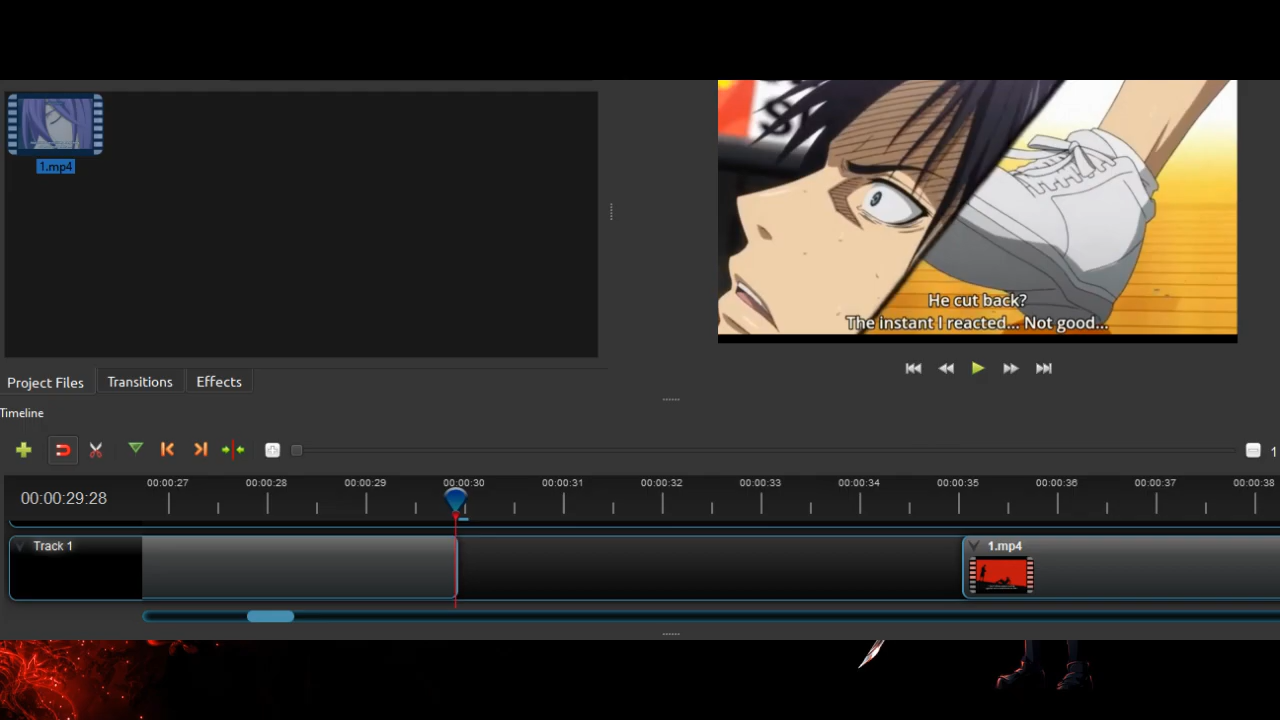 1.mp4
He cut back?
The instant I reacted... Not good...
Project Files
Transitions
Effects
Timeline
1
00:00:29:28
00:00:27
00:00:28
00:00:29
00:00:30
00:00:31
00:00:32
00:00:33
00:00:34
00:00:35
00:00:36
00:00:37
00:00:38
Track 1
1.mp4